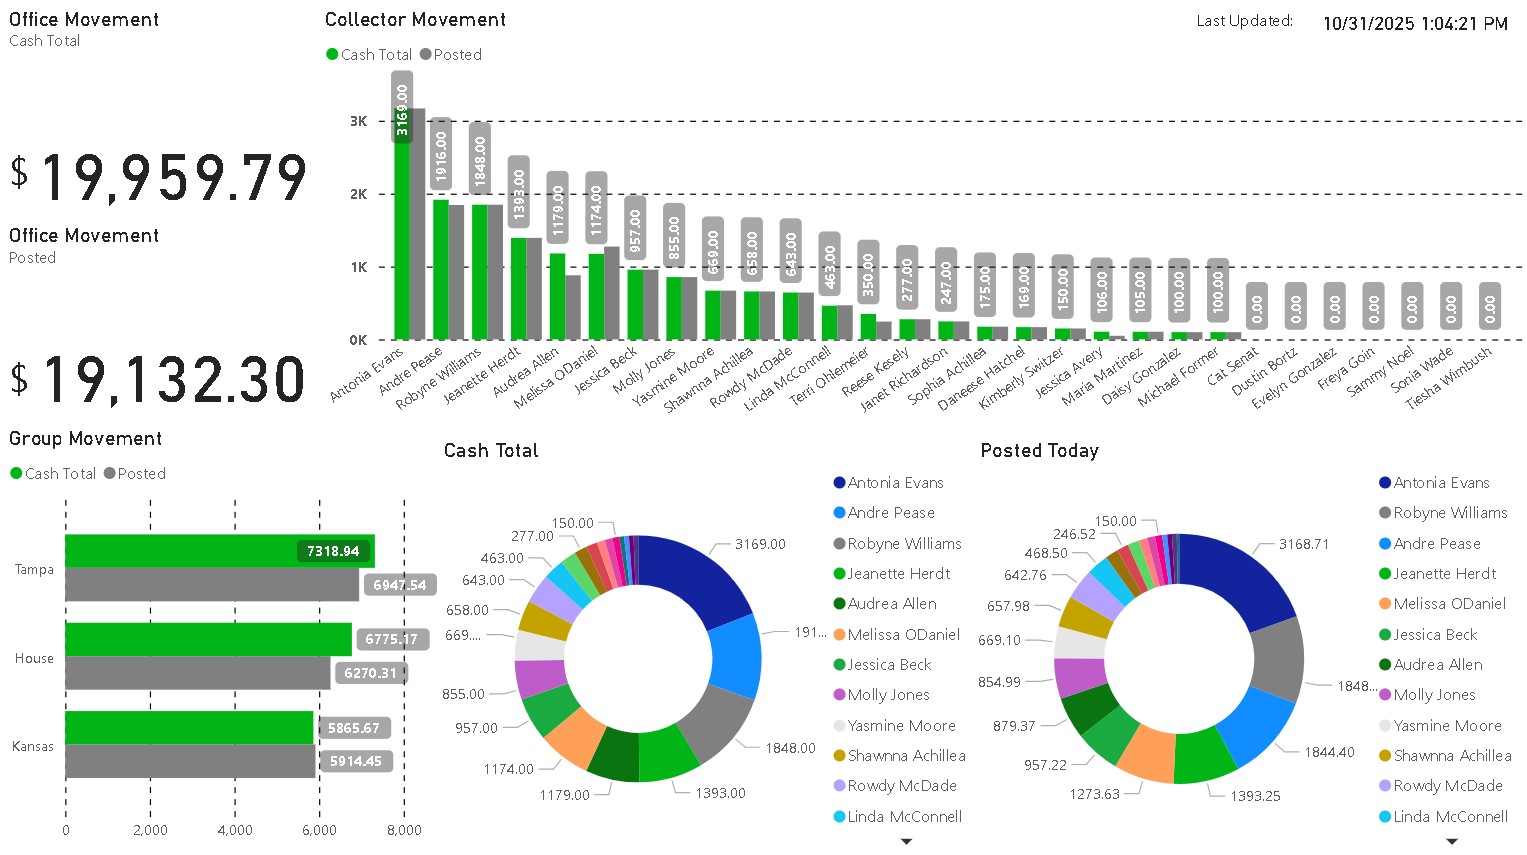 Office Movement
Cash Total
$ 19,959.79
Office Movement
Posted
$ 19,132.30
Collector Movement
Cash Total Posted
Last Updated: 10/31/2025 1:04:21 PM
3K
2K
1K
0K
3169.00
1916.00
1848.00
1393.00
1179.00
1174.00
957.00
855.00
669.00
658.00
643.00
463.00
350.00
277.00
247.00
175.00
169.00
150.00
106.00
105.00
100.00
100.00
0.00
0.00
0.00
0.00
0.00
0.00
0.00
Antonia Evans
Andre Pease
Robyne Williams
Jeanette Herdt
Audrea Allen
Melissa ODaniel
Jessica Beck
Molly Jones
Yasmine Moore
Shawnna Achillea
Rowdy McDade
Linda McConnell
Terri Ohlemeier
Reese Kesely
Janet Richardson
Sophia Achillea
Daneese Hatchel
Kimberly Switzer
Jessica Avery
Maria Martinez
Daisy Gonzalez
Michael Former
Cat Senat
Dustin Bortz
Evelyn Gonzalez
Freya Goin
Sammy Noel
Sonia Wade
Tiesha Wimbush
Group Movement
Cash Total Posted
Tampa
7318.94
6947.54
House
6775.17
6270.31
Kansas
5865.67
5914.45
0 2,000 4,000 6,000 8,000
Cash Total
3169.00
191...
1848.00
1393.00
1179.00
1174.00
957.00
855.00
669....
658.00
643.00
463.00
277.00
150.00
Antonia Evans
Andre Pease
Robyne Williams
Jeanette Herdt
Audrea Allen
Melissa ODaniel
Jessica Beck
Molly Jones
Yasmine Moore
Shawnna Achillea
Rowdy McDade
Linda McConnell
Posted Today
3168.71
1848...
1844.40
1393.25
1273.63
957.22
879.37
854.99
669.10
657.98
642.76
468.50
246.52
150.00
Antonia Evans
Robyne Williams
Andre Pease
Jeanette Herdt
Melissa ODaniel
Jessica Beck
Audrea Allen
Molly Jones
Yasmine Moore
Shawnna Achillea
Rowdy McDade
Linda McConnell